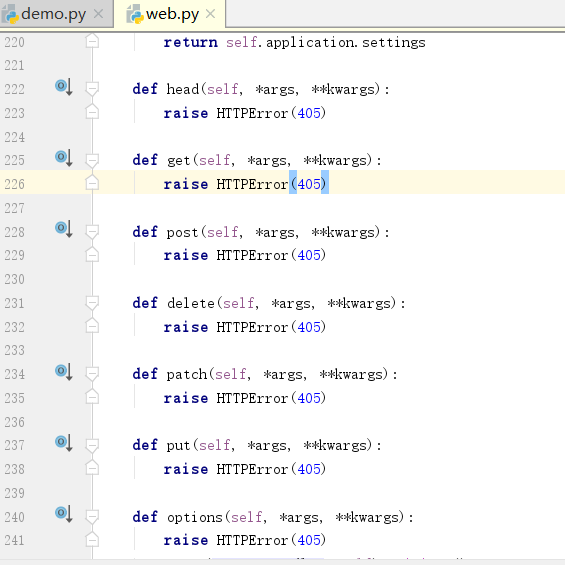 demo.py × web.py ×
220 return self.application.settings
221
222 def head(self, *args, **kwargs):
223 raise HTTPError(405)
224
225 def get(self, *args, **kwargs):
226 raise HTTPError(405)
227
228 def post(self, *args, **kwargs):
229 raise HTTPError(405)
230
231 def delete(self, *args, **kwargs):
232 raise HTTPError(405)
233
234 def patch(self, *args, **kwargs):
235 raise HTTPError(405)
236
237 def put(self, *args, **kwargs):
238 raise HTTPError(405)
239
240 def options(self, *args, **kwargs):
241 raise HTTPError(405)